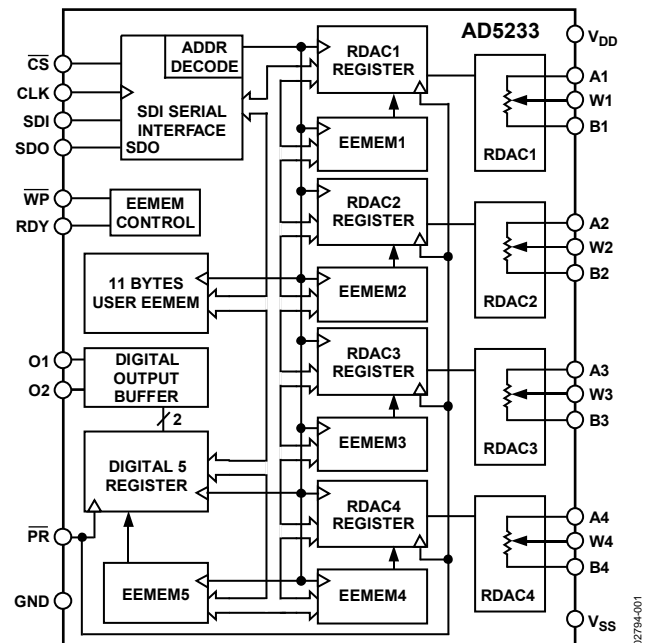 AD5233
CS
CLK
SDI
SDO
WP
RDY
O1
O2
PR
GND
ADDR
DECODE
SDI SERIAL
INTERFACE
SDO
EEMEM
CONTROL
11 BYTES
USER EEMEM
DIGITAL
OUTPUT
BUFFER
2
DIGITAL 5
REGISTER
EEMEM5
RDAC1
REGISTER
EEMEM1
RDAC2
REGISTER
EEMEM2
RDAC3
REGISTER
EEMEM3
RDAC4
REGISTER
EEMEM4
RDAC1
RDAC2
RDAC3
RDAC4
VDD
A1
W1
B1
A2
W2
B2
A3
W3
B3
A4
W4
B4
VSS
02794-001